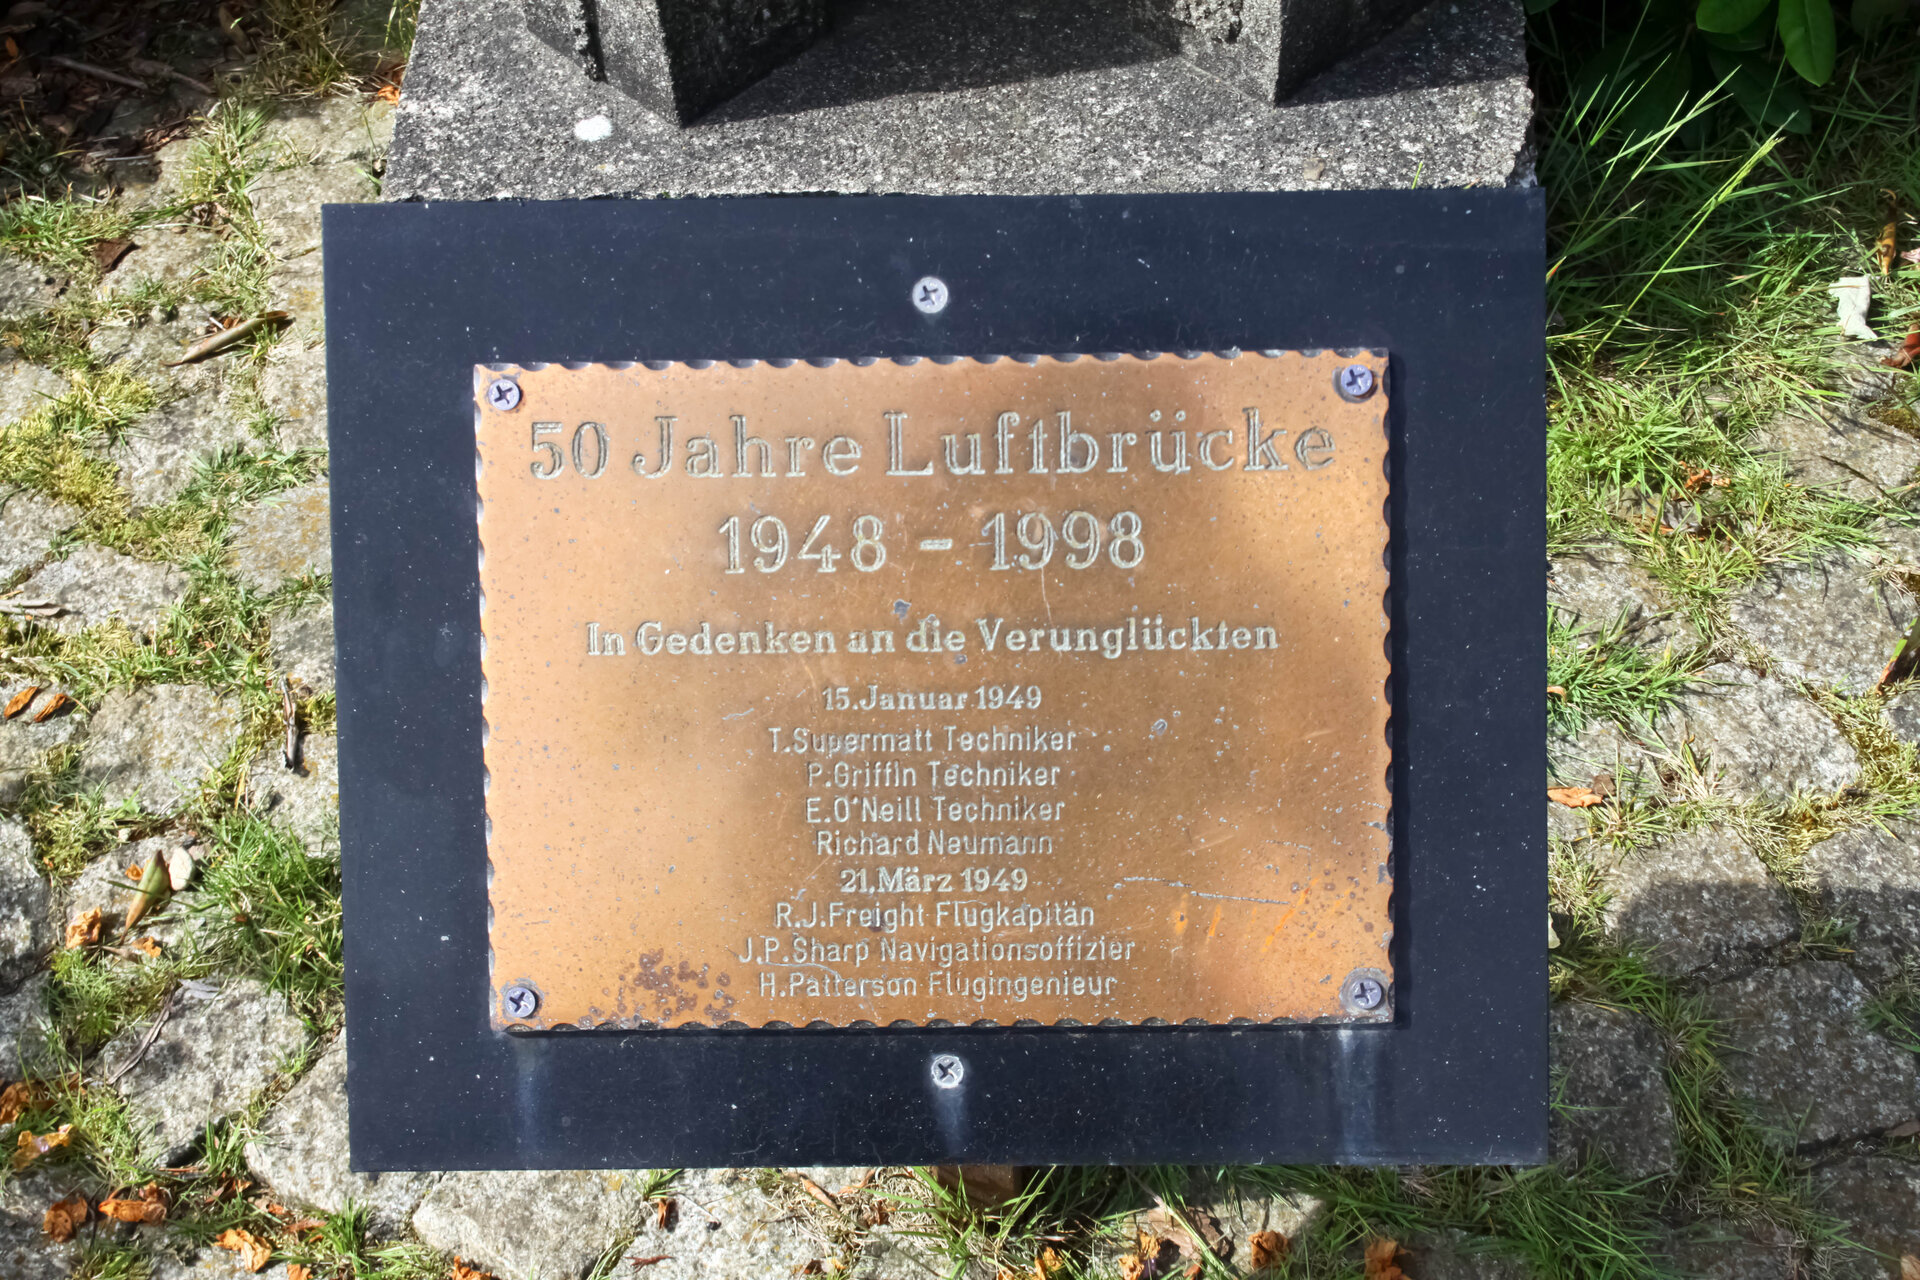 50 Jahre Luftbrücke
1948 - 1998
In Gedenken an die Verunglückten
15.Januar 1949
T.Supermatt Techniker
P.Griffin Techniker
E.O'Neill Techniker
Richard Neumann
21.März 1949
R.J.Freight Flugkapitän
J.P.Sharp Navigationsoffizier
H.Patterson Flugingenieur